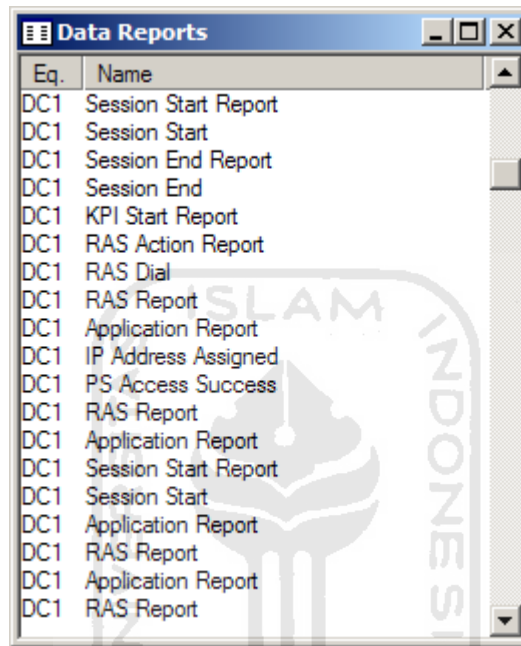 Data Reports
Eq. Name
DC1 Session Start Report
DC1 Session Start
DC1 Session End Report
DC1 Session End
DC1 KPI Start Report
DC1 RAS Action Report
DC1 RAS Dial
DC1 RAS Report
DC1 Application Report
DC1 IP Address Assigned
DC1 PS Access Success
DC1 RAS Report
DC1 Application Report
DC1 Session Start Report
DC1 Session Start
DC1 Application Report
DC1 RAS Report
DC1 Application Report
DC1 RAS Report
ISLAM